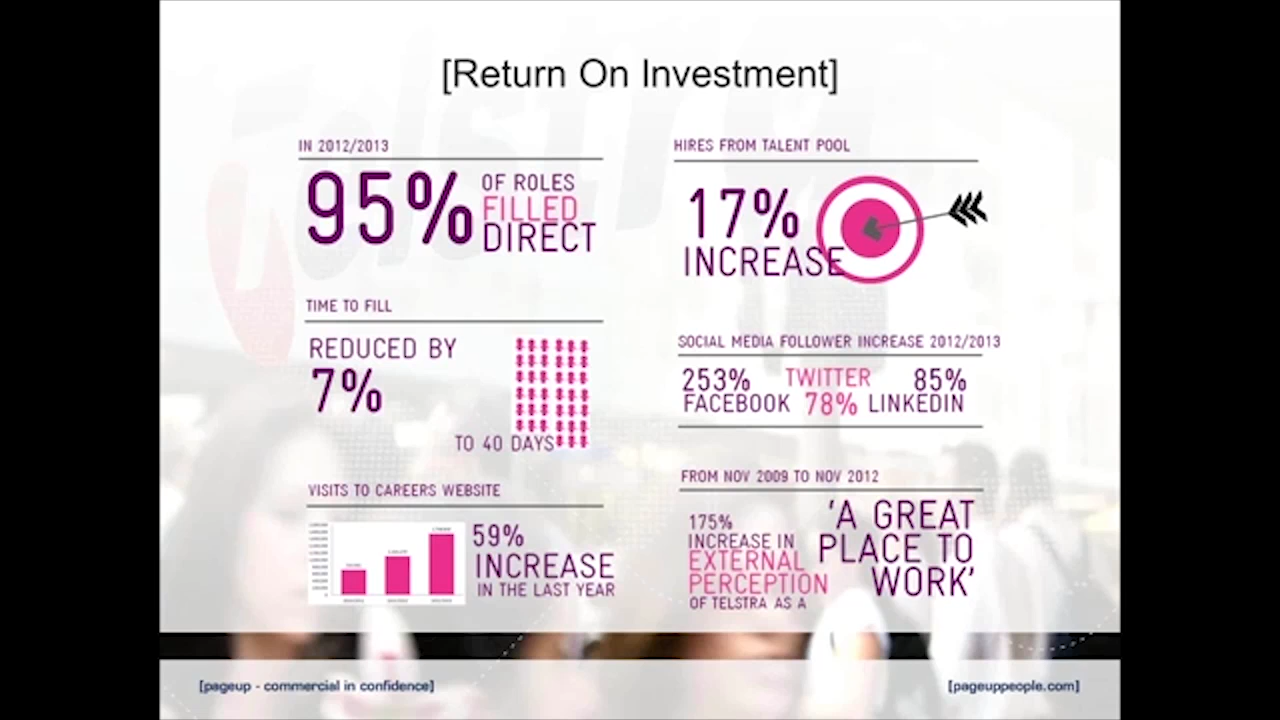 [Return On Investment]
IN 2012/2013
95% OF ROLES
FILLED
DIRECT
TIME TO FILL
REDUCED BY
7%
TO 40 DAYS
VISITS TO CAREERS WEBSITE
59%
INCREASE
IN THE LAST YEAR
HIRES FROM TALENT POOL
17%
INCREASE
SOCIAL MEDIA FOLLOWER INCREASE 2012/2013
253% TWITTER 85%
FACEBOOK 78% LINKEDIN
FROM NOV 2009 TO NOV 2012
175%
INCREASE IN
EXTERNAL
PERCEPTION
OF TELSTRA AS A
'A GREAT
PLACE TO
WORK'
[pageup - commercial in confidence]
[pageuppeople.com]